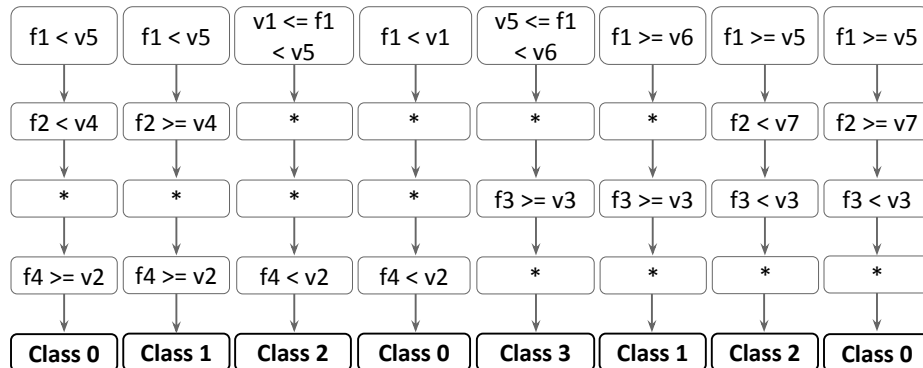 f1 < v5
f1 < v5
v1 <= f1
< v5
f1 < v1
v5 <= f1
< v6
f1 >= v6
f1 >= v5
f1 >= v5
f2 < v4
f2 >= v4
*
*
*
*
f2 < v7
f2 >= v7
*
*
*
*
f3 >= v3
f3 >= v3
f3 < v3
f3 < v3
f4 >= v2
f4 >= v2
f4 < v2
f4 < v2
*
*
*
*
Class 0
Class 1
Class 2
Class 0
Class 3
Class 1
Class 2
Class 0